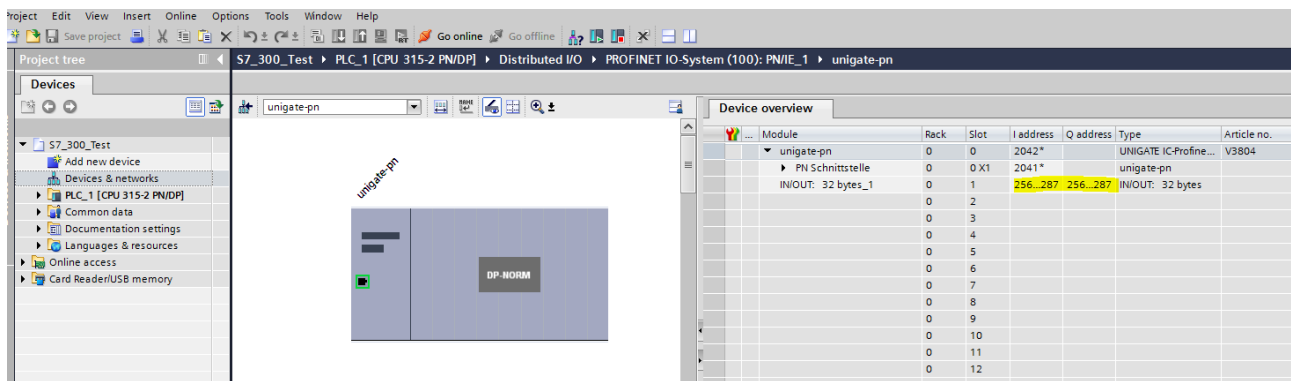 Project Edit View Insert Online Options Tools Window Help
Save project Go online Go offline
Project tree
S7_300_Test PLC_1 [CPU 315-2 PN/DP] Distributed I/O PROFINET IO-System (100): PN/IE_1 unigate-pn
Devices
unigate-pn
Device overview
... Module Rack Slot I address Q address Type Article no.
unigate-pn 0 0 2042* UNIGATE IC-Profine... V3804
PN Schnittstelle 0 0 X1 2041* unigate-pn
IN/OUT: 32 bytes_1 0 1 256...287 256...287 IN/OUT: 32 bytes
0 2
0 3
0 4
0 5
0 6
0 7
0 8
0 9
0 10
0 11
0 12
S7_300_Test
Add new device
Devices & networks
PLC_1 [CPU 315-2 PN/DP]
Common data
Documentation settings
Languages & resources
Online access
Card Reader/USB memory
unigate-pn
DP-NORM